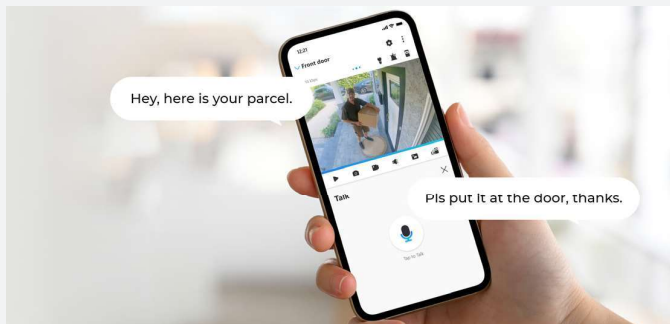 12:21
Front door
Hey, here is your parcel.
Talk
Pls put it at the door, thanks.
Tap to Talk